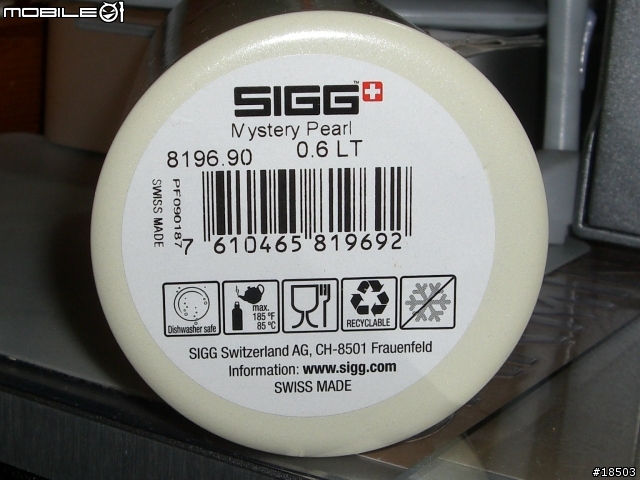 MOBILE01
SIGG™
Mystery Pearl
8196.90 0.6 LT
PF090187
SWISS MADE
7 610465 819692
Dishwasher safe
max.
185 °F
85 °C
RECYCLABLE
SIGG Switzerland AG, CH-8501 Frauenfeld
Information: www.sigg.com
SWISS MADE
#18503